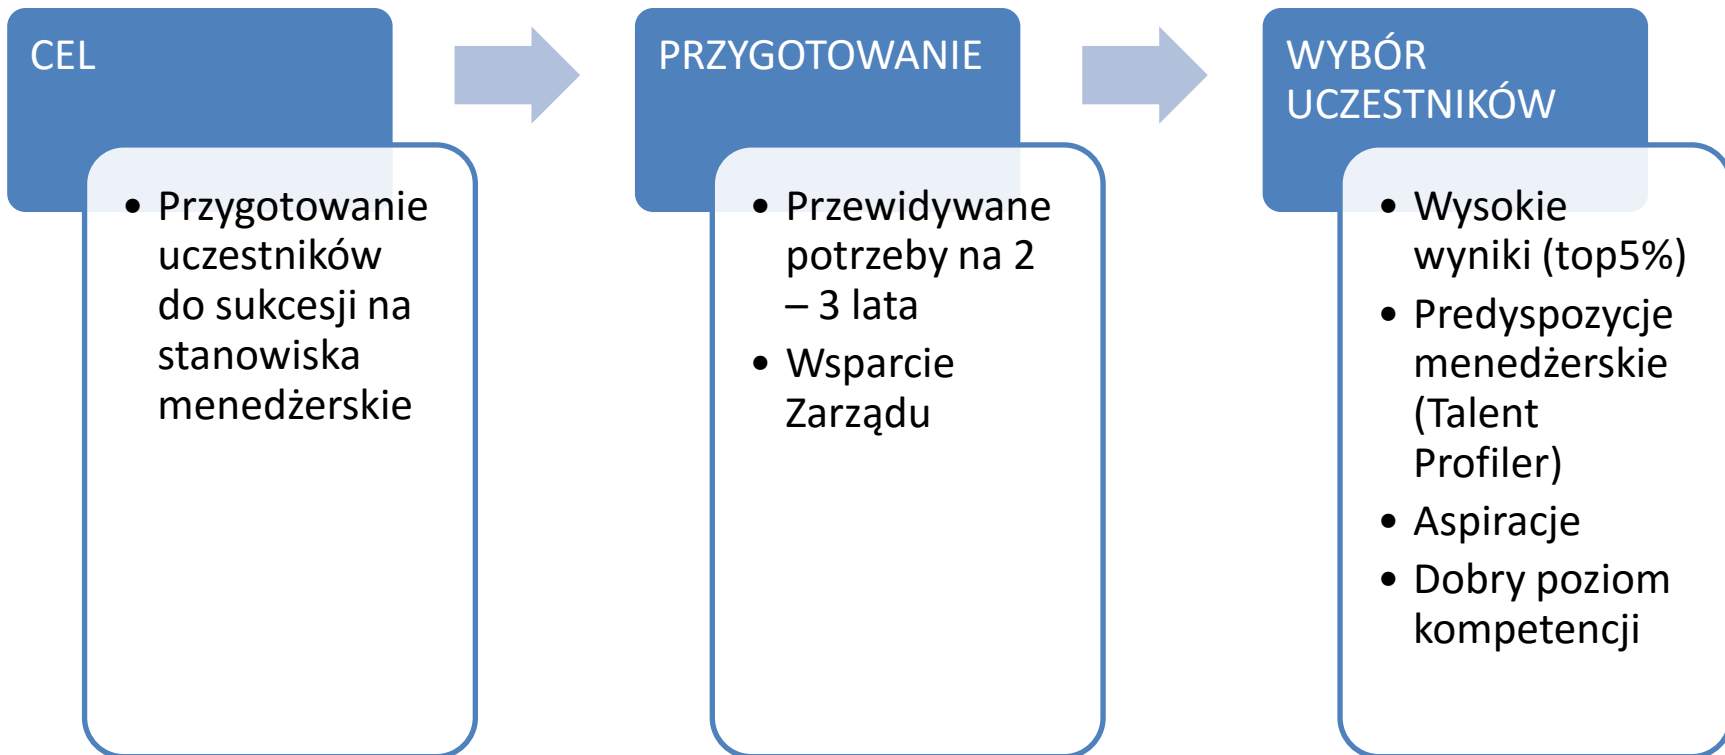 CEL
• Przygotowanie
uczestników
do sukcesji na
stanowiska
menedżerskie
PRZYGOTOWANIE
• Przewidywane
potrzeby na 2
– 3 lata
• Wsparcie
Zarządu
WYBÓR
UCZESTNIKÓW
• Wysokie
wyniki (top5%)
• Predyspozycje
menedżerskie
(Talent
Profiler)
• Aspiracje
• Dobry poziom
kompetencji